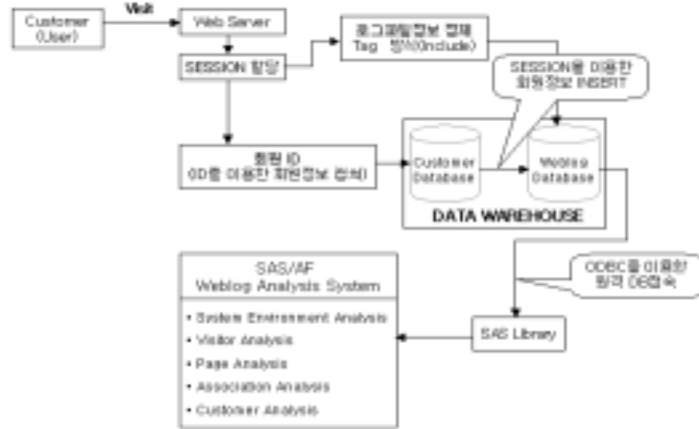 Customer
(User)
Visit
Web Server
SESSION 할당
로그파일정보 정제
Tag 방식(Include)
SESSION을 이용한
회원정보 INSERT
회원 ID
(ID를 이용한 회원정보 접속)
Customer
Database
Weblog
Database
DATA WAREHOUSE
ODBC를 이용한
원격 DB접속
SAS Library
SAS/AF
Weblog Analysis System
• System Environment Analysis
• Visitor Analysis
• Page Analysis
• Association Analysis
• Customer Analysis